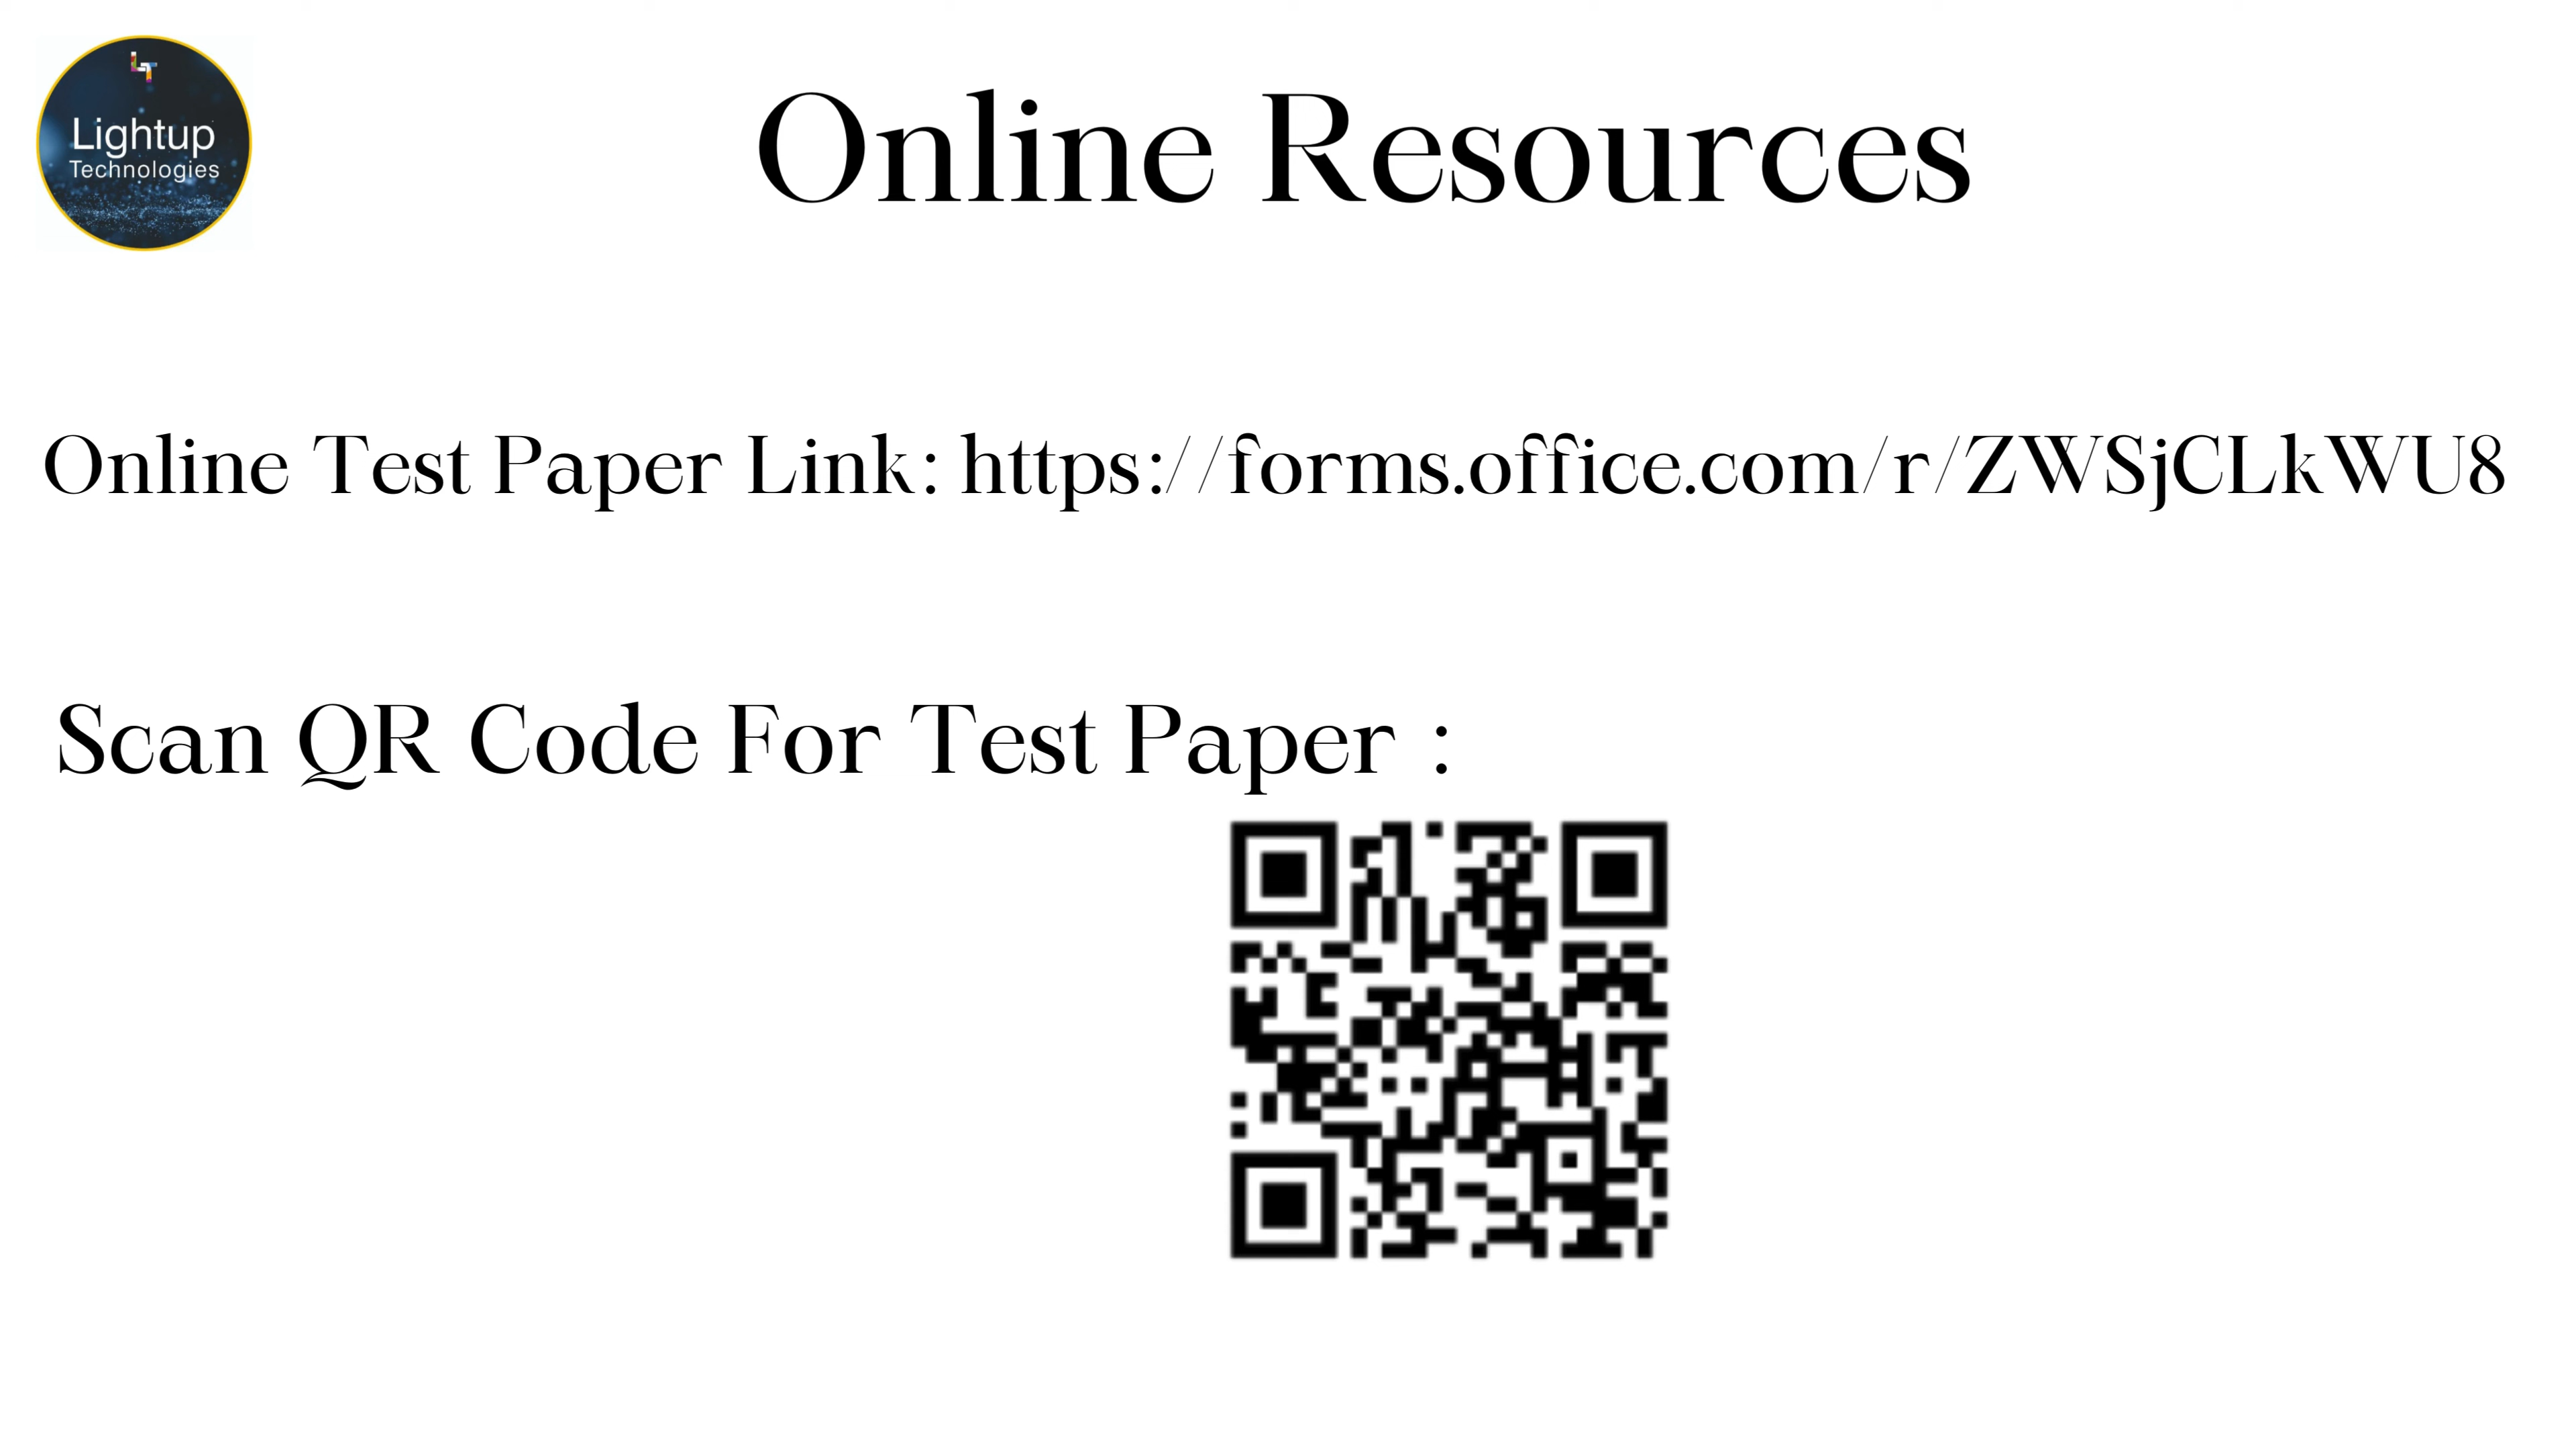 LT
Lightup
Technologies
Online Resources
Online Test Paper Link: https://forms.office.com/r/ZWSjCLkWU8
Scan QR Code For Test Paper :